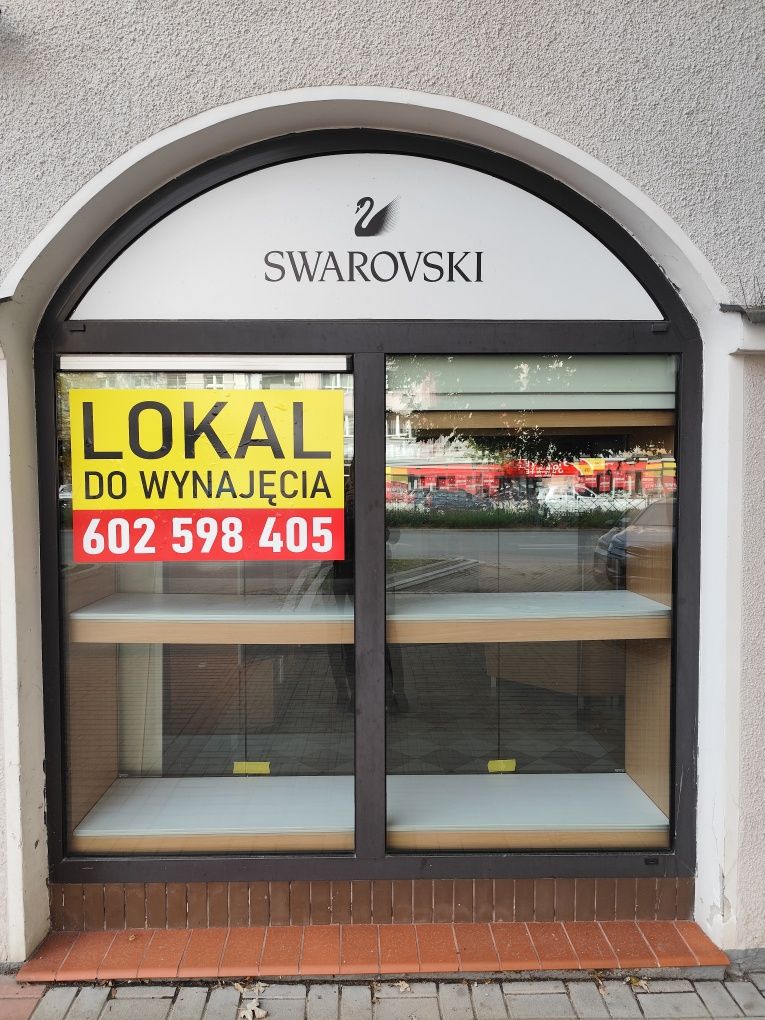 SWAROVSKI
LOKAL
DO WYNAJĘCIA
602 598 405